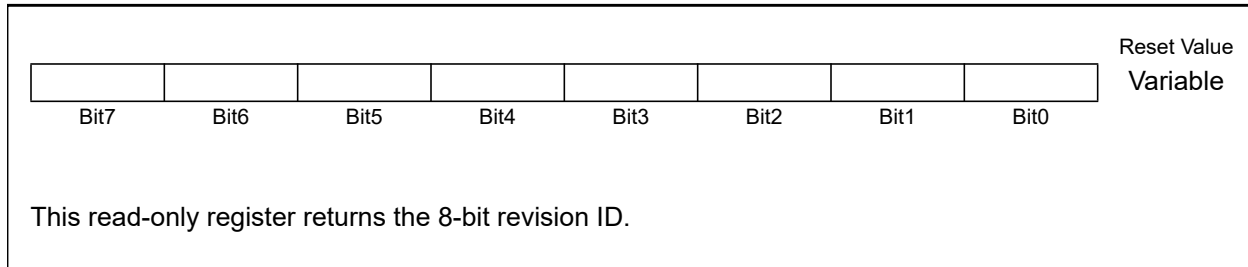 Reset Value
Variable
Bit7 Bit6 Bit5 Bit4 Bit3 Bit2 Bit1 Bit0
This read-only register returns the 8-bit revision ID.